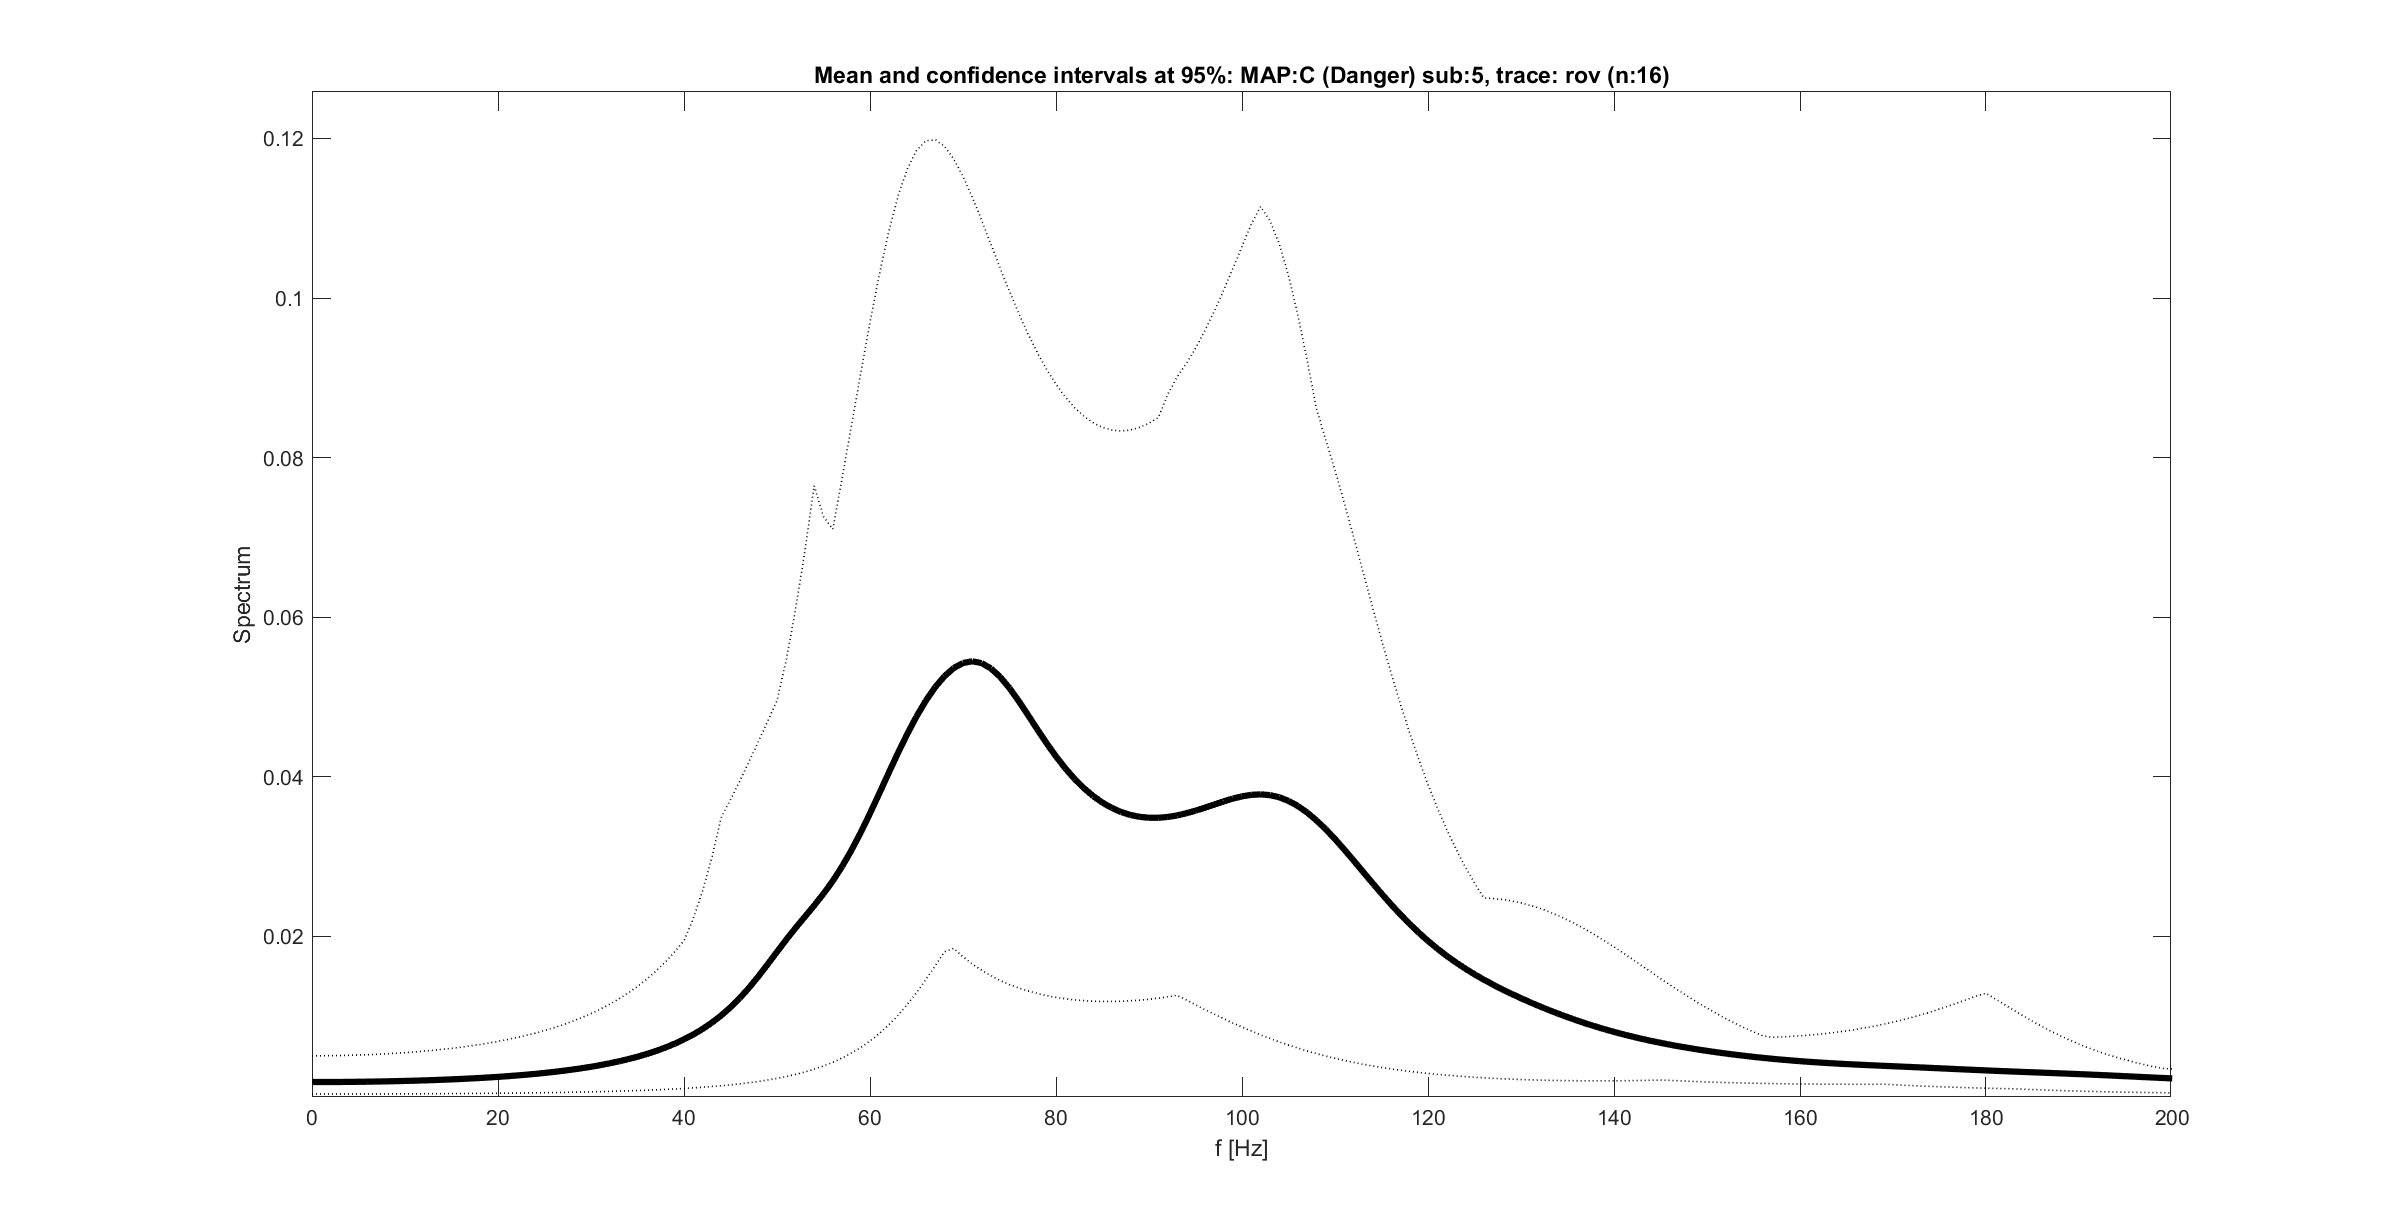 Mean and confidence intervals at 95%: MAP:C (Danger) sub:5, trace: rov (n:16)
0.12
0.1
0.08
0.06
0.04
0.02
Spectrum
0 20 40 60 80 100 120 140 160 180 200
f [Hz]